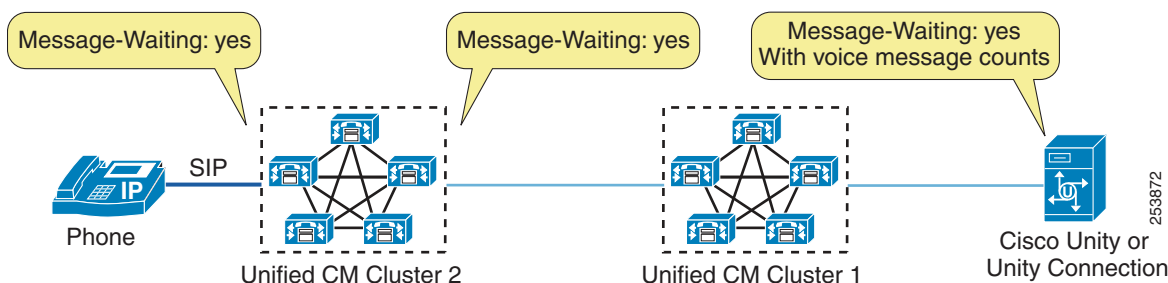 Message-Waiting: yes
Message-Waiting: yes
Message-Waiting: yes
With voice message counts
SIP
IP
U
Phone
Unified CM Cluster 2
Unified CM Cluster 1
Cisco Unity or
Unity Connection
253872